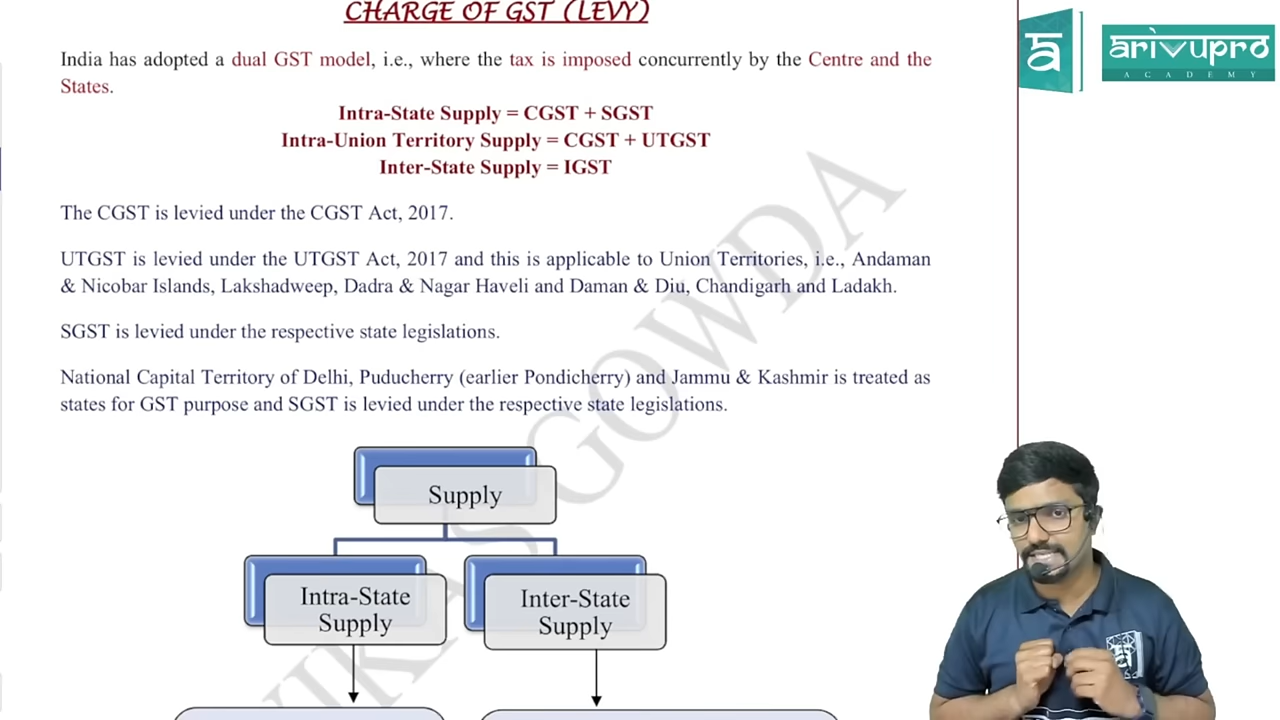 CHARGE OF GST (LEVY)
India has adopted a dual GST model, i.e., where the tax is imposed concurrently by the Centre and the
States.
Intra-State Supply = CGST + SGST
Intra-Union Territory Supply = CGST + UTGST
Inter-State Supply = IGST
The CGST is levied under the CGST Act, 2017.
UTGST is levied under the UTGST Act, 2017 and this is applicable to Union Territories, i.e., Andaman
& Nicobar Islands, Lakshadweep, Dadra & Nagar Haveli and Daman & Diu, Chandigarh and Ladakh.
SGST is levied under the respective state legislations.
National Capital Territory of Delhi, Puducherry (earlier Pondicherry) and Jammu & Kashmir is treated as
states for GST purpose and SGST is levied under the respective state legislations.
Supply
Intra-State
Supply
Inter-State
Supply
VIKAS GOWDA
arivupro
ACADEMY